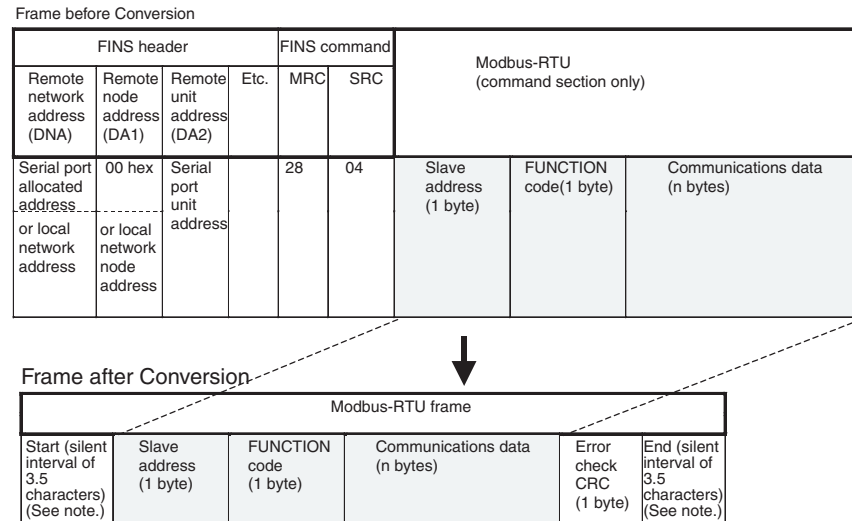 Frame before Conversion
FINS header
FINS command
Modbus-RTU
(command section only)
Remote
network
address
(DNA)
Remote
node
address
(DA1)
Remote
unit
address
(DA2)
Etc.
MRC
SRC
Serial port
allocated
address
or local
network
address
00 hex
or local
network
node
address
Serial
port
unit
address
28
04
Slave
address
(1 byte)
FUNCTION
code(1 byte)
Communications data
(n bytes)
Frame after Conversion
Modbus-RTU frame
Start (silent
interval of
3.5
characters)
(See note.)
Slave
address
(1 byte)
FUNCTION
code
(1 byte)
Communications data
(n bytes)
Error
check
CRC
(1 byte)
End (silent
interval of
3.5
characters)
(See note.)